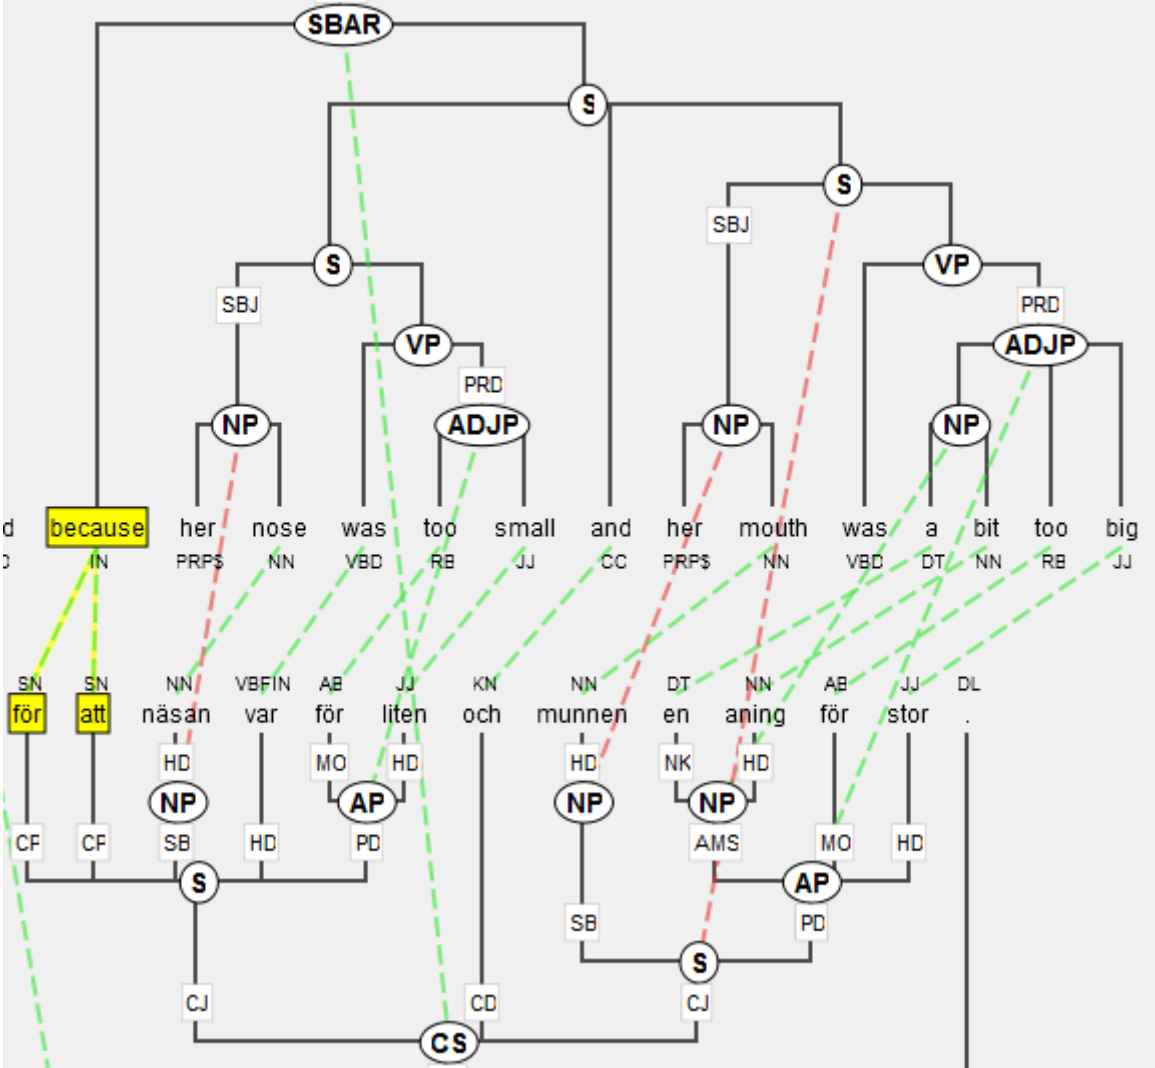 SBAR
S
S
SBJ
S
VP
SBJ
PRD
VP
ADJP
PRD
NP
ADJP
NP
NP
d because her nose was too small and her mouth was a bit too big
IN PRP$ NN VBD RB JJ CC PRP$ NN VBD DT NN RB JJ
SN SN NN VBFIN AB JJ KN NN DT NN AB JJ DL
för att näsan var för liten och munnen en aning för stor .
HD MO HD HD NK HD
NP AP NP NP
CP CP SB HD PD AMS MO HD
S AP
SB PD
S
CJ CD CJ
CS